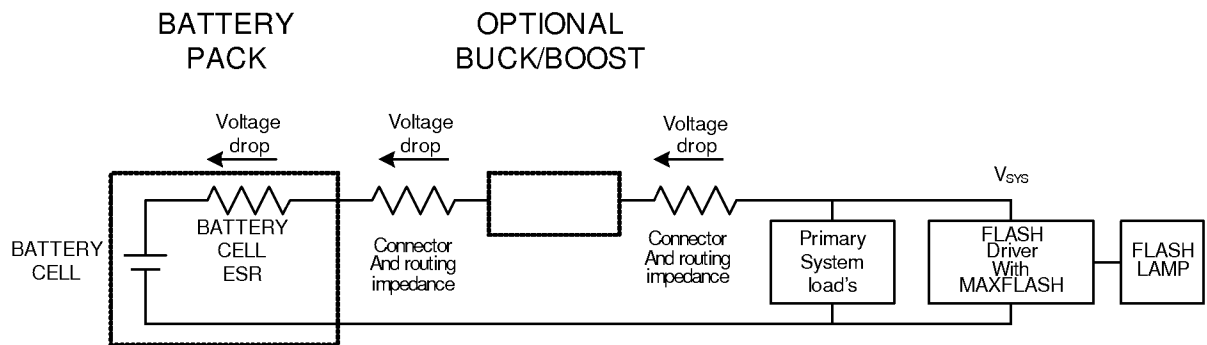 BATTERY
PACK
OPTIONAL
BUCK/BOOST
Voltage
drop
Voltage
drop
Voltage
drop
VSYS
BATTERY
CELL
BATTERY
CELL
ESR
Connector
And routing
impedance
Connector
And routing
impedance
Primary
System
load's
FLASH
Driver
With
MAXFLASH
FLASH
LAMP